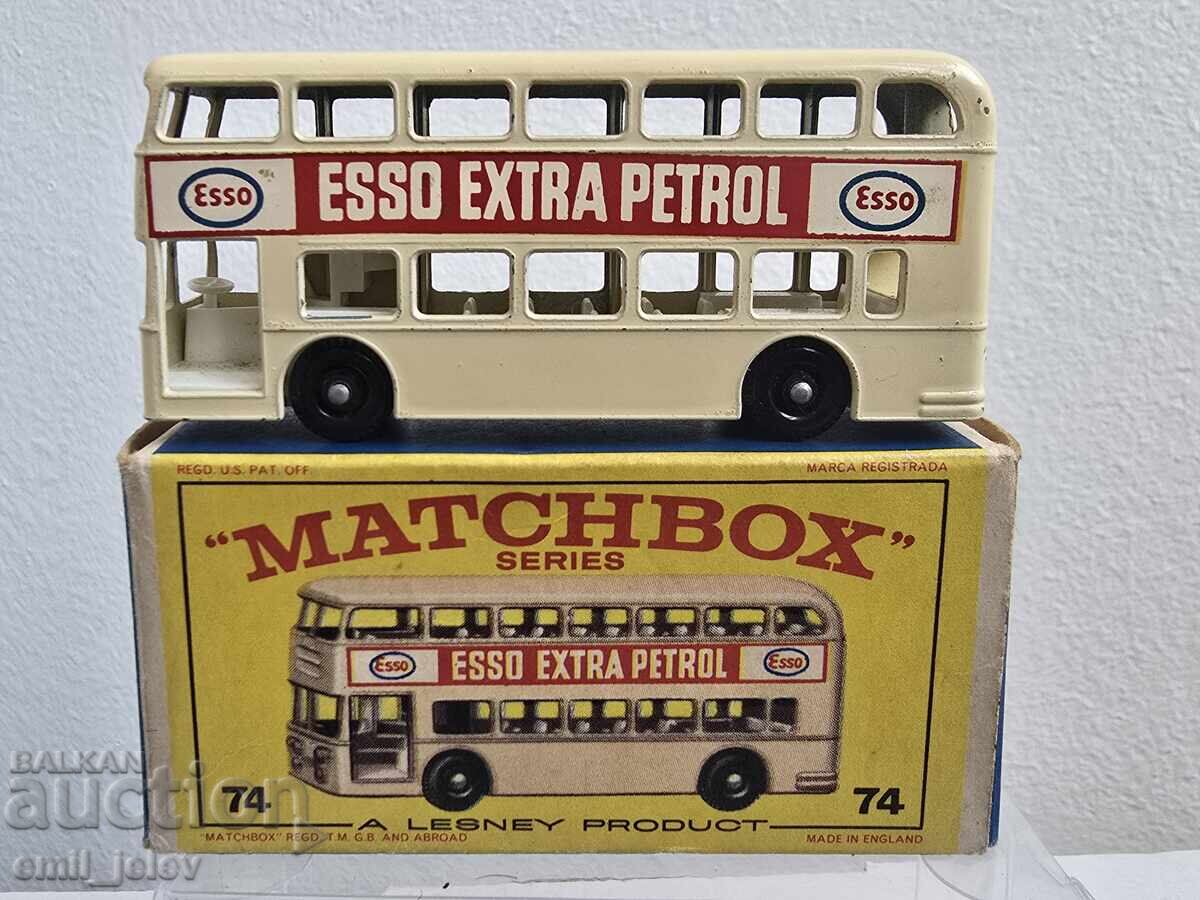 Esso ESSO EXTRA PETROL Esso
REGD. U.S. PAT. OFF. MARCA REGISTRADA
"MATCHBOX"
SERIES
Esso ESSO EXTRA PETROL Esso
74 74
A LESNEY PRODUCT
"MATCHBOX" REGD. T.M. G.B. AND ABROAD MADE IN ENGLAND
BALKAN
auction
emil_jelev